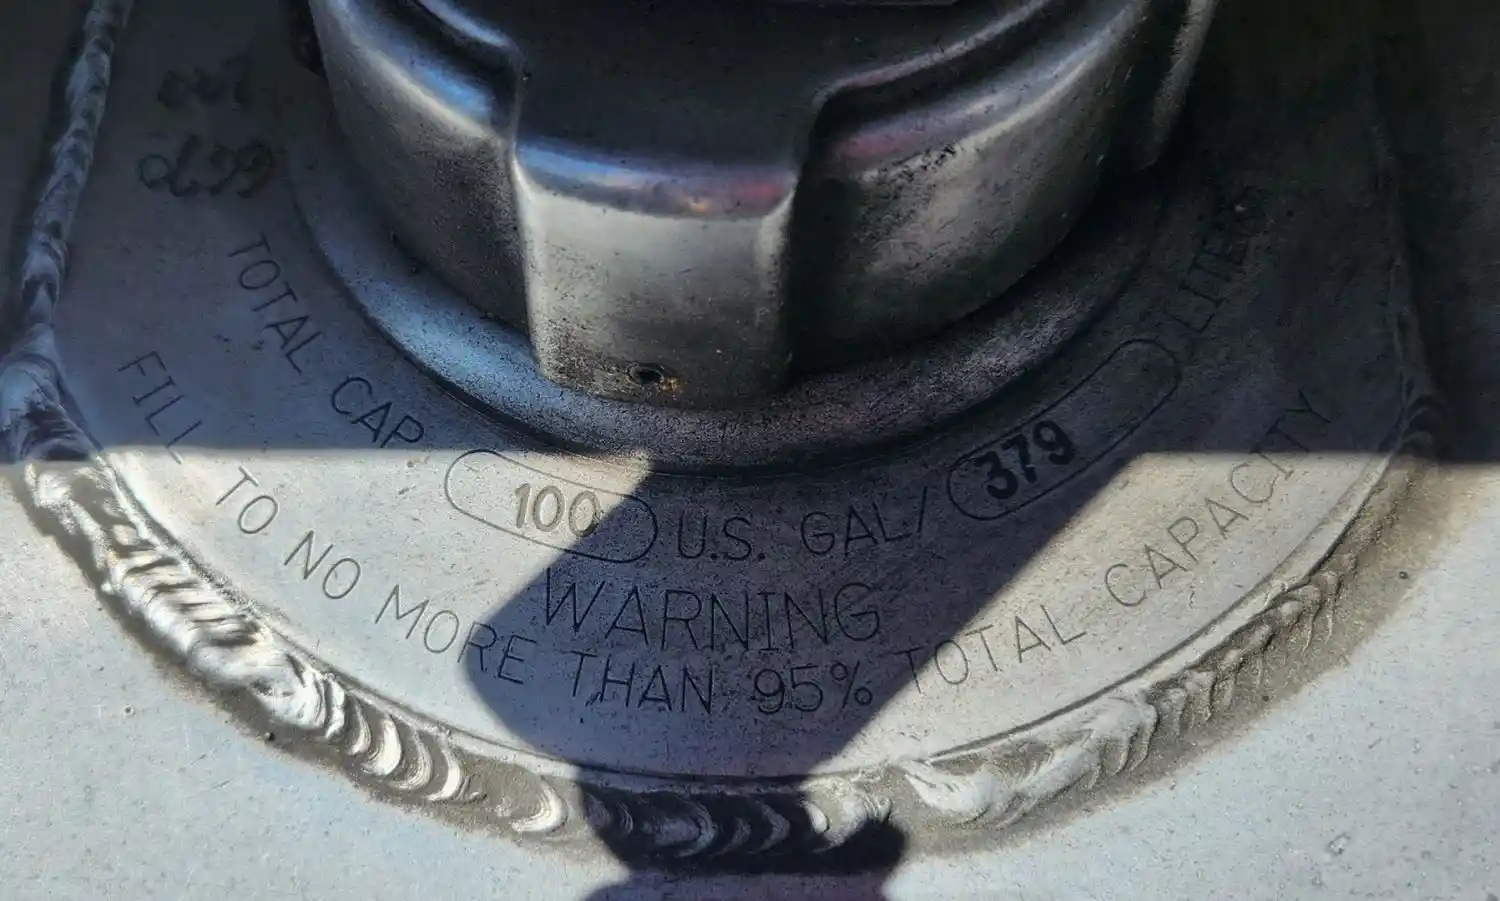 TOTAL CAP 100 U.S. GAL/ 379 LITERS
WARNING
FILL TO NO MORE THAN 95% TOTAL CAPACITY